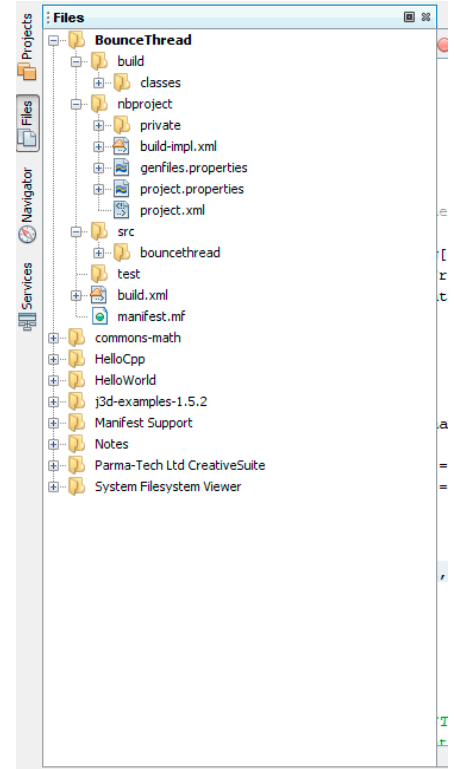 Projects
Files
Navigator
Services
Files
BounceThread
build
classes
nbproject
private
build-impl.xml
genfiles.properties
project.properties
project.xml
src
bouncethread
test
build.xml
manifest.mf
commons-math
HelloCpp
HelloWorld
j3d-examples-1.5.2
Manifest Support
Notes
Parma-Tech Ltd CreativeSuite
System Filesystem Viewer